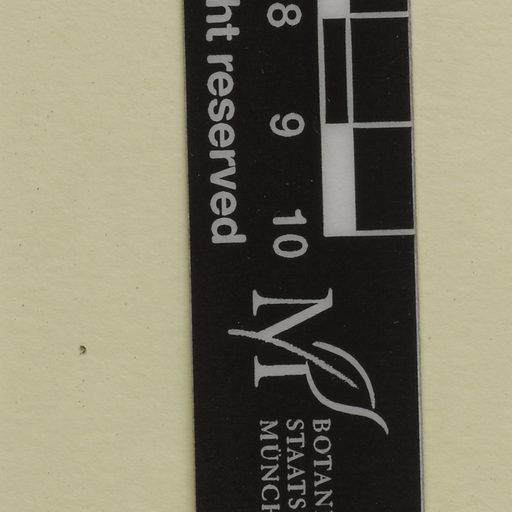 ht reserved
8 9 10
M
BOTAN
STAATS
MÜNCH